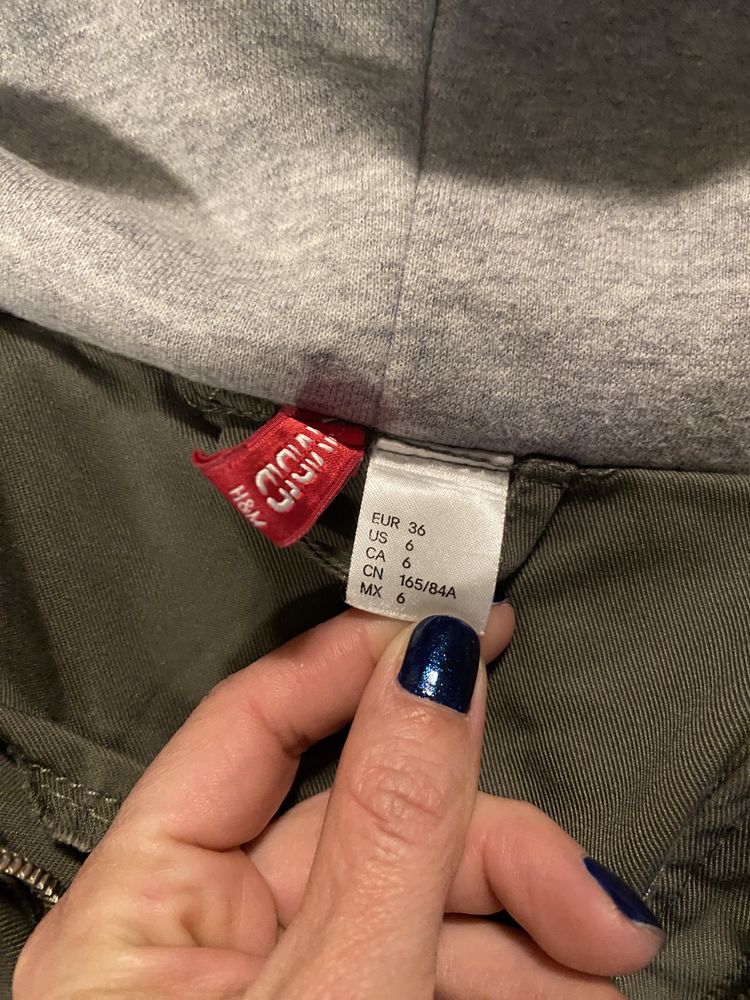 DIVIDED
H&M
EUR 36
US 6
CA 6
CN 165/84A
MX 6